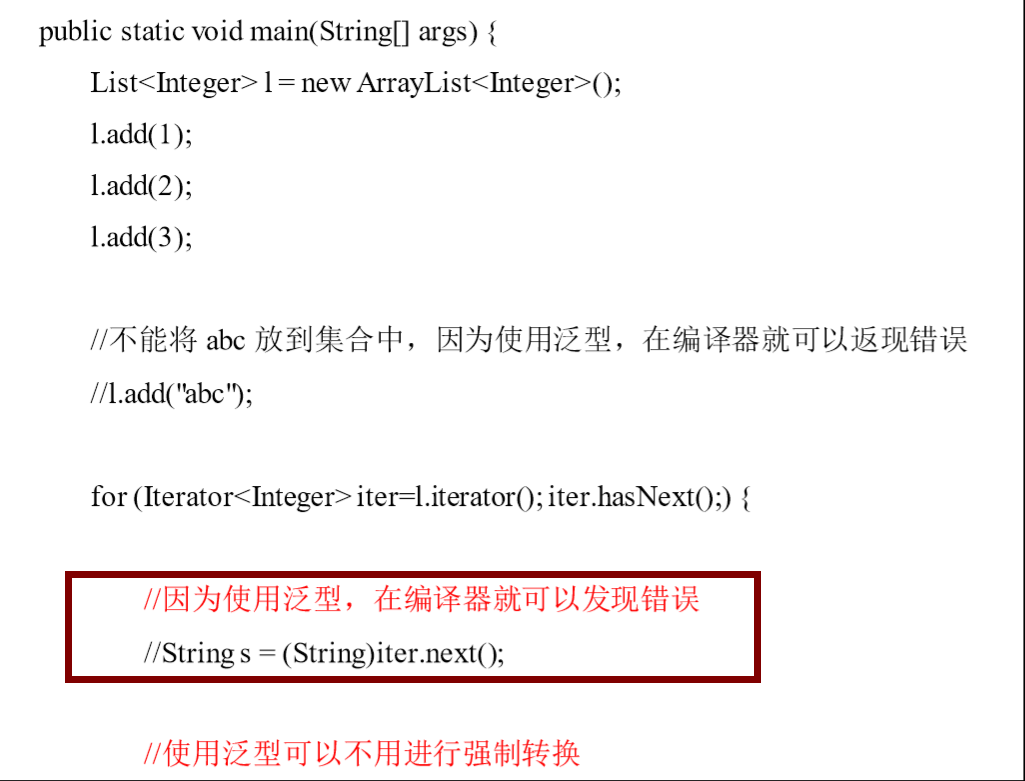 public static void main(String[] args) {
List<Integer> l = new ArrayList<Integer>();
l.add(1);
l.add(2);
l.add(3);
//不能将 abc 放到集合中，因为使用泛型，在编译器就可以返现错误
//l.add("abc");
for (Iterator<Integer> iter=l.iterator(); iter.hasNext();) {
//因为使用泛型，在编译器就可以发现错误
//String s = (String)iter.next();
//使用泛型可以不用进行强制转换